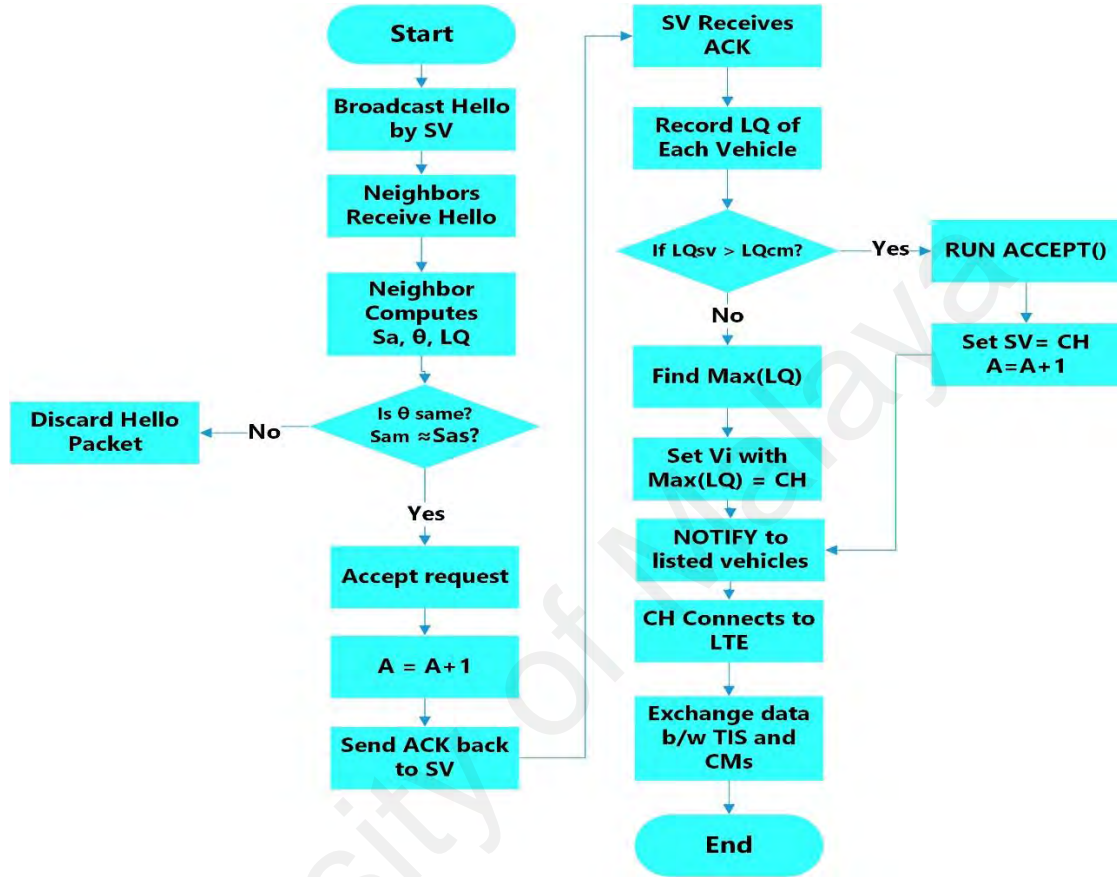 Start
Broadcast Hello
by SV
Neighbors
Receive Hello
Neighbor
Computes
Sa, θ, LQ
Is θ same?
Sam ≈Sas?
No
Discard Hello
Packet
Yes
Accept request
A = A+1
Send ACK back
to SV
SV Receives
ACK
Record LQ of
Each Vehicle
If LQsv > LQcm?
Yes
RUN ACCEPT()
Set SV= CH
A=A+1
No
Find Max(LQ)
Set Vi with
Max(LQ) = CH
NOTIFY to
listed vehicles
CH Connects to
LTE
Exchange data
b/w TIS and
CMs
End
sity of Malaya